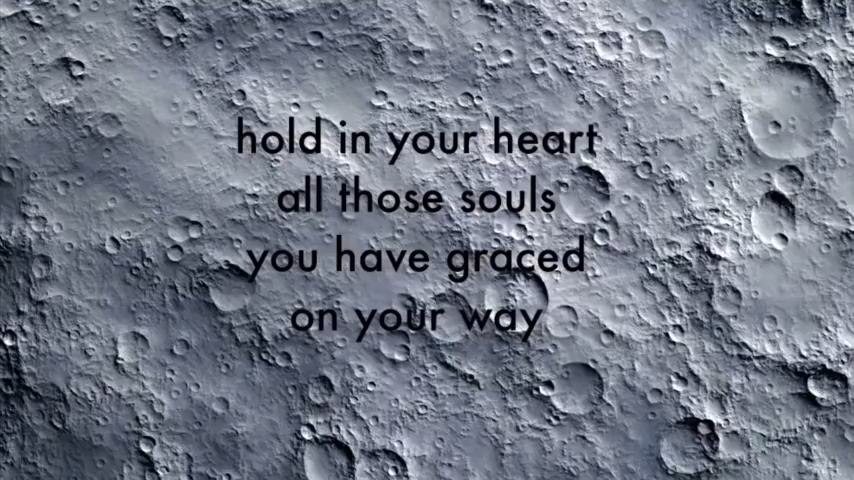 hold in your heart
all those souls
you have graced
on your way